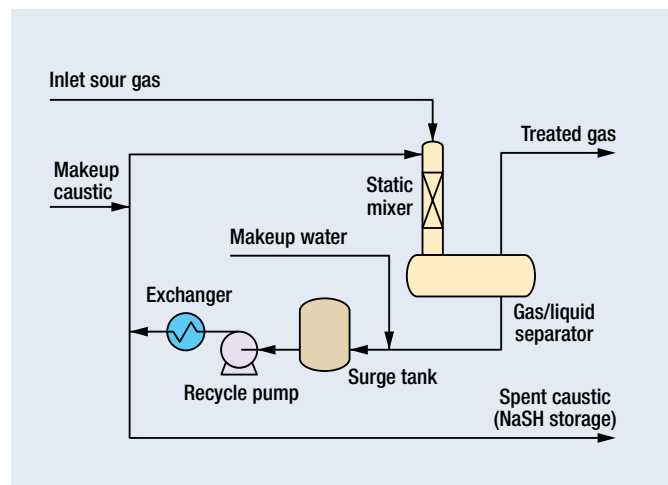 Inlet sour gas
Treated gas
Makeup
caustic
Static
mixer
Makeup water
Exchanger
Gas/liquid
separator
Surge tank
Recycle pump
Spent caustic
(NaSH storage)